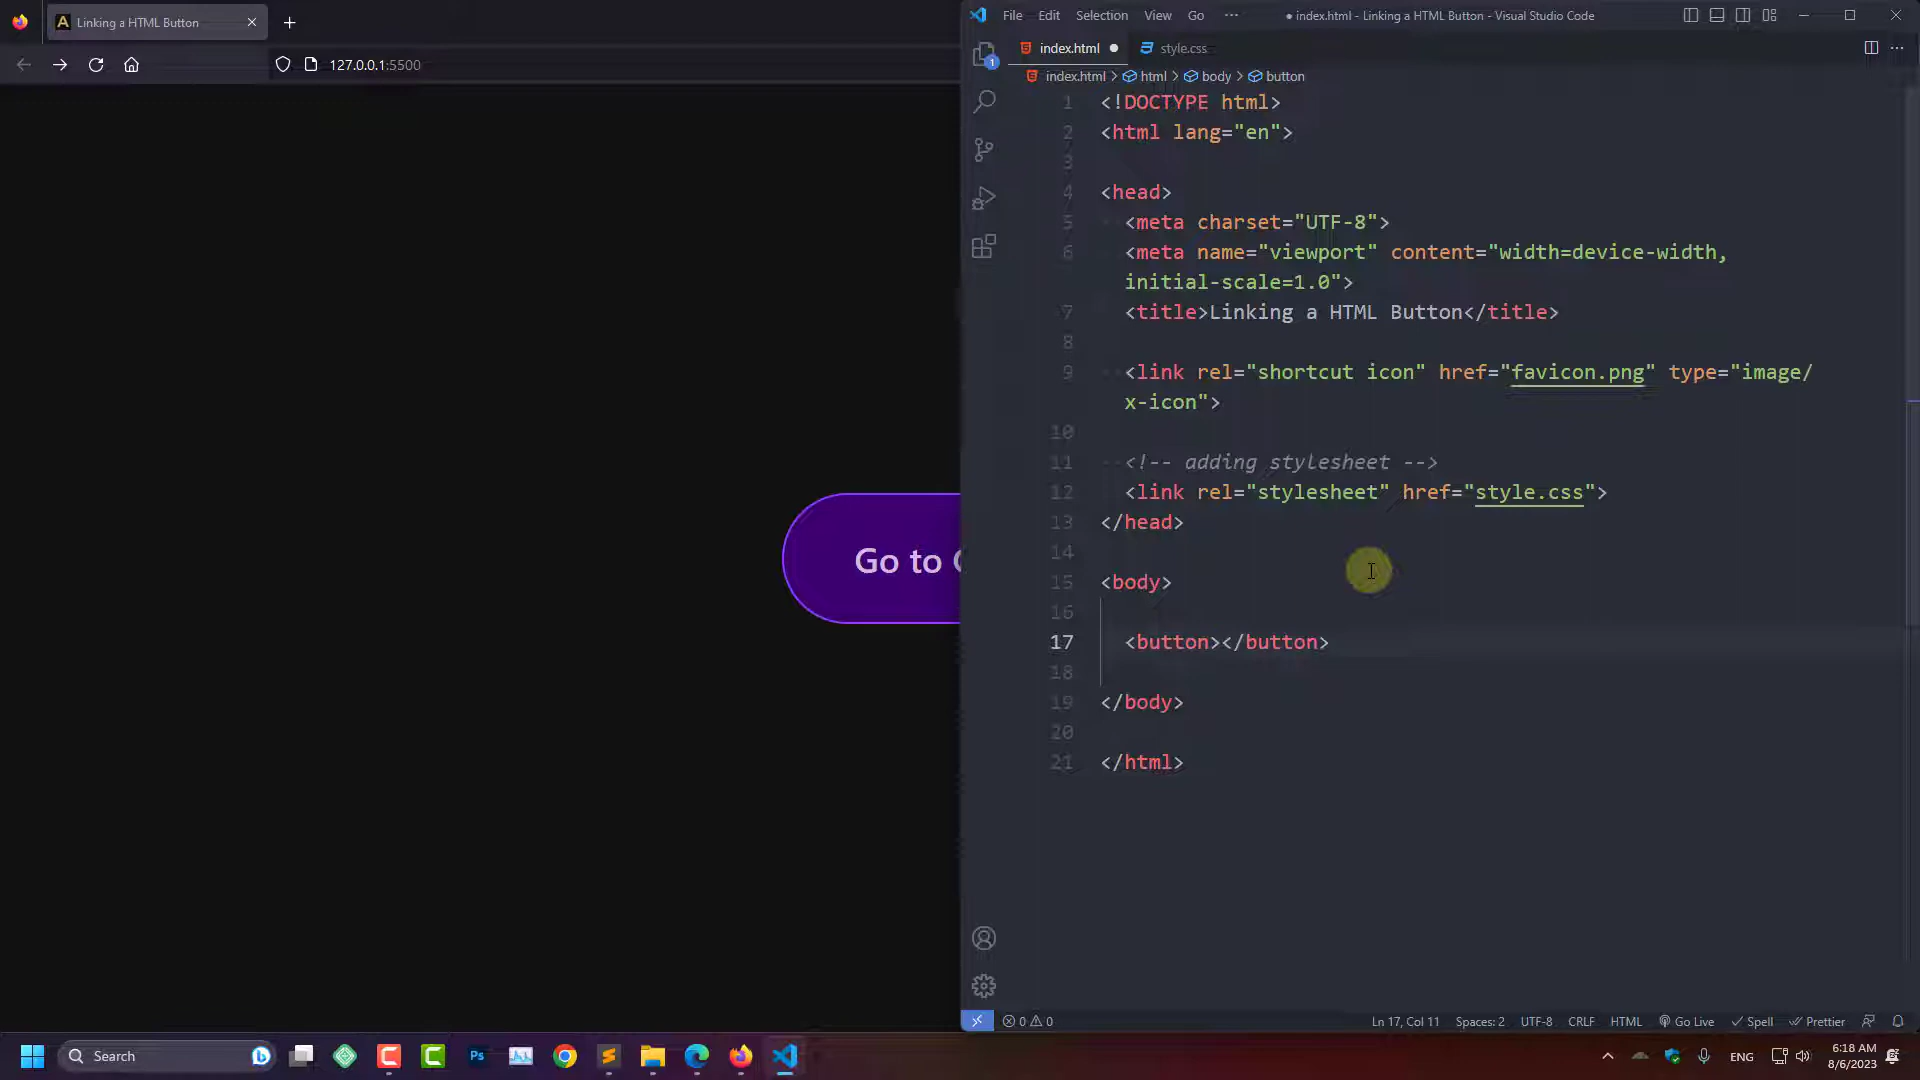 Linking a HTML Button
127.0.0.1:5500
Go to
File Edit Selection View Go ··· ● index.html - Linking a HTML Button - Visual Studio Code
index.html ● style.css
index.html > html > body > button
1 <!DOCTYPE html>
2 <html lang="en">
3
4 <head>
5 <meta charset="UTF-8">
6 <meta name="viewport" content="width=device-width,
initial-scale=1.0">
7 <title>Linking a HTML Button</title>
8
9 <link rel="shortcut icon" href="favicon.png" type="image/
x-icon">
10
11 <!-- adding stylesheet -->
12 <link rel="stylesheet" href="style.css">
13 </head>
14
15 <body>
16
17 <button></button>
18
19 </body>
20
21 </html>
1
0 0 Ln 17, Col 11 Spaces: 2 UTF-8 CRLF HTML Go Live Spell Prettier
Search
Ps
ENG
6:18 AM
8/6/2023